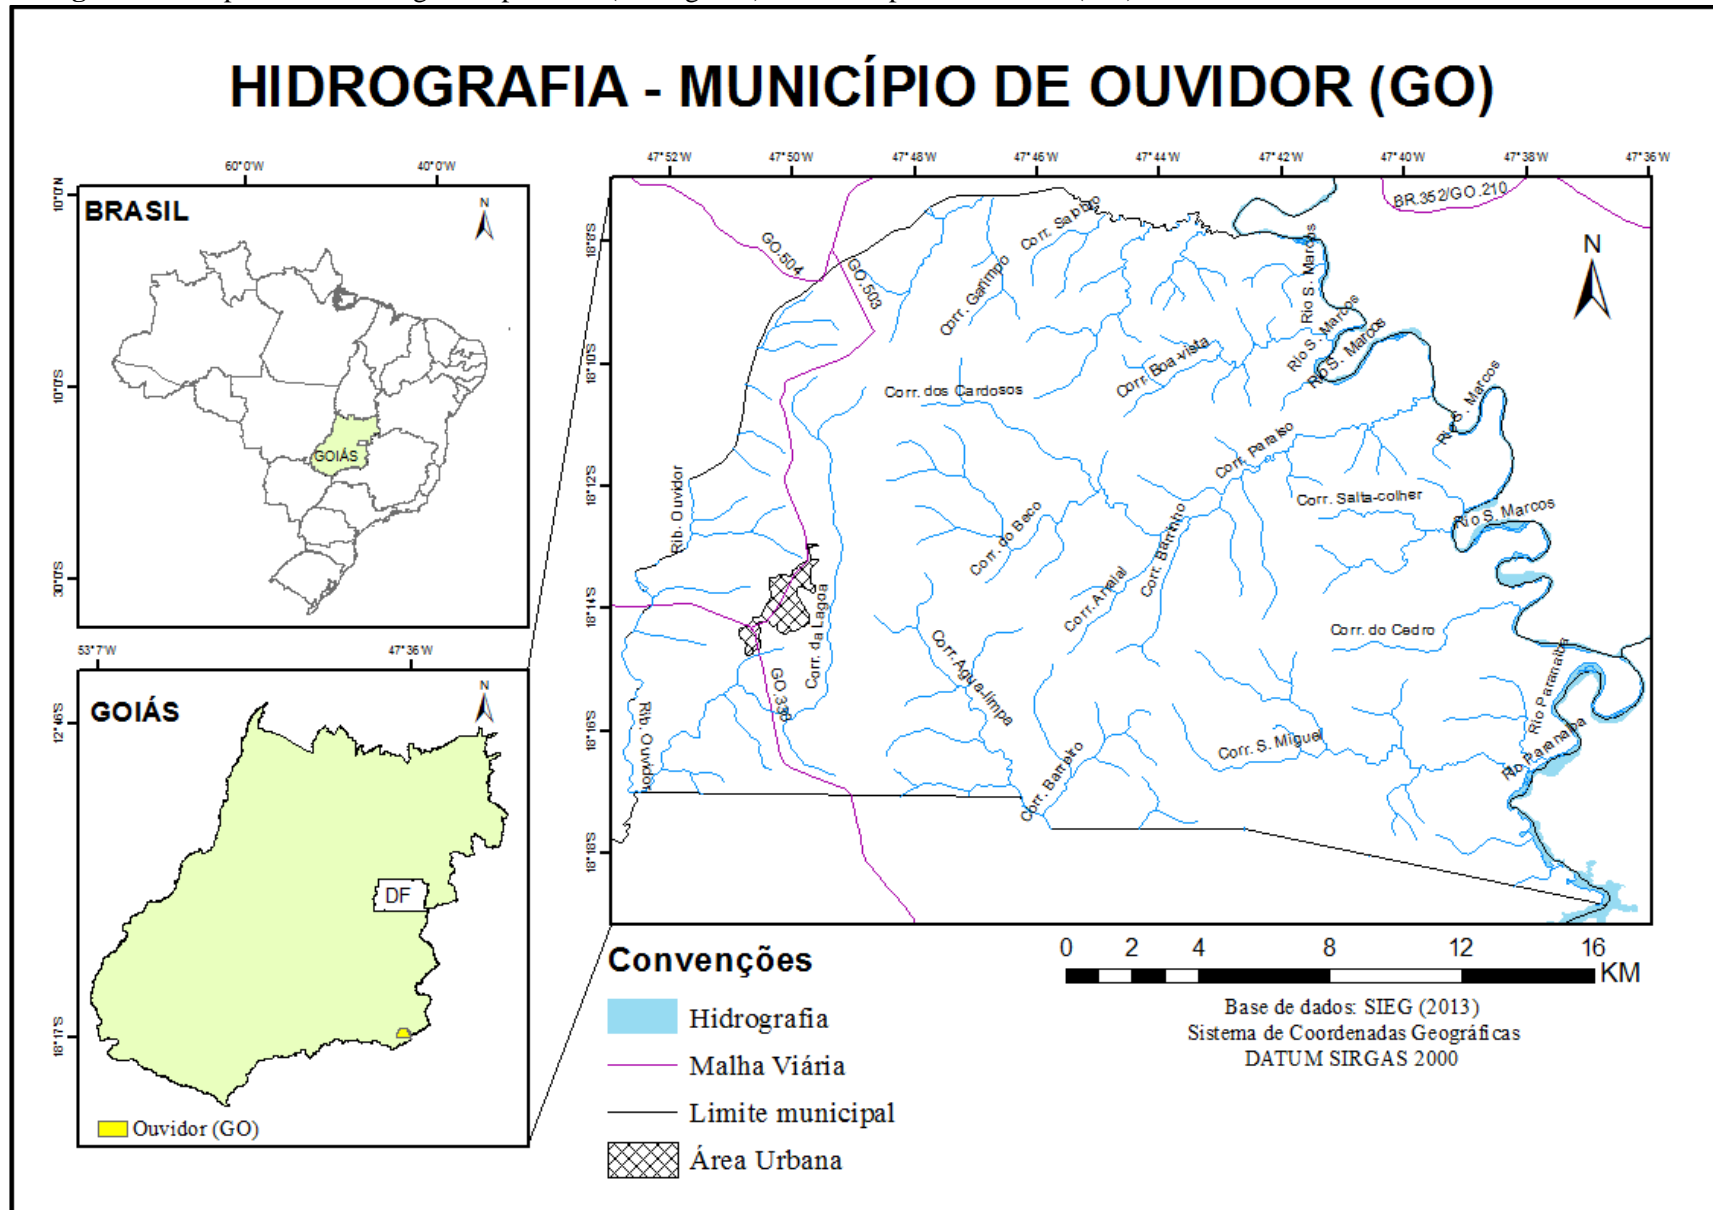 HIDROGRAFIA - MUNICÍPIO DE OUVIDOR (GO)
60°0'W
40°0'W
10°0'N
10°0'S
30°0'S
BRASIL
N
GOIÁS
53°7'W
47°36'W
12°46'S
18°17'S
GOIÁS
N
DF
Ouvidor (GO)
47°52'W
47°50'W
47°48'W
47°46'W
47°44'W
47°42'W
47°40'W
47°38'W
47°36'W
18°8'S
18°10'S
18°12'S
18°14'S
18°16'S
18°18'S
BR.352/GO.210
N
GO.504
GO.503
Corr. Garimpo
Rio S. Marcos
Rio S. Marcos
Rio S. Marcos
Rio S. Marcos
Corr. Boa-vista
Corr. dos Cardosos
Corr. Paraíso
Corr. Salta-colher
Rio S. Marcos
Rib. Ouvidor
Corr. do Beco
Corr. Barrinho
Corr. Arraial
Corr. da Lagoa
Corr. do Cedro
Corr. Agua-limpa
Rio Paranaíba
Rio Paranaíba
GO.330
Rib. Ouvidor
Corr. S. Miguel
Corr. Barreiro
Convenções
Hidrografia
Malha Viária
Limite municipal
Área Urbana
0 2 4 8 12 16
KM
Base de dados: SIEG (2013)
Sistema de Coordenadas Geográficas
DATUM SIRGAS 2000